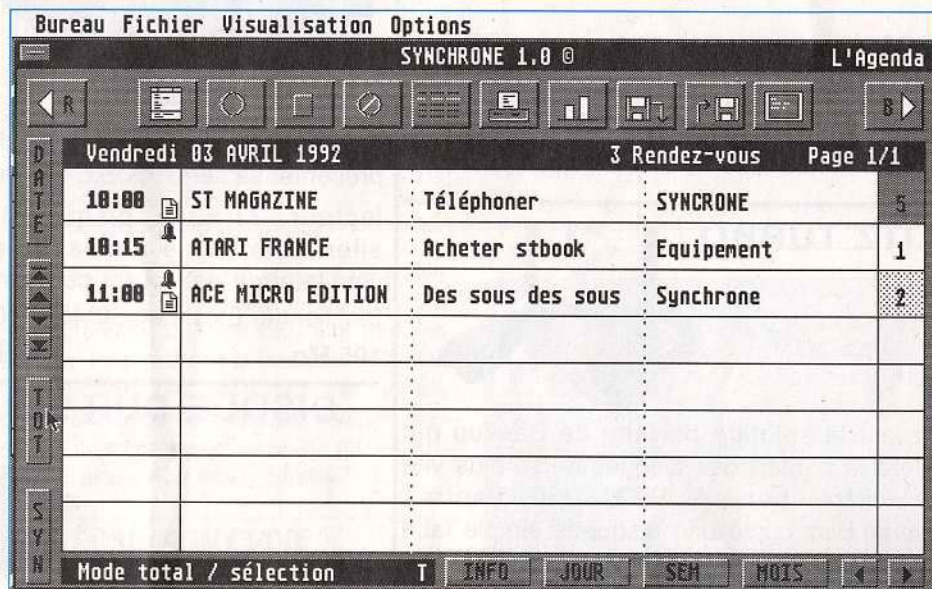 Bureau Fichier Visualisation Options
SYNCHRONE 1.0 © L'Agenda
R B
DATE
Vendredi 03 AVRIL 1992 3 Rendez-vous Page 1/1
10:00 ST MAGAZINE Téléphoner SYNCRONE 5
10:15 ATARI FRANCE Acheter stbook Equipement 1
11:00 ACE MICRO EDITION Des sous des sous Synchrone 2
TOT
SYN
Mode total / sélection T INFO JOUR SEM MOIS